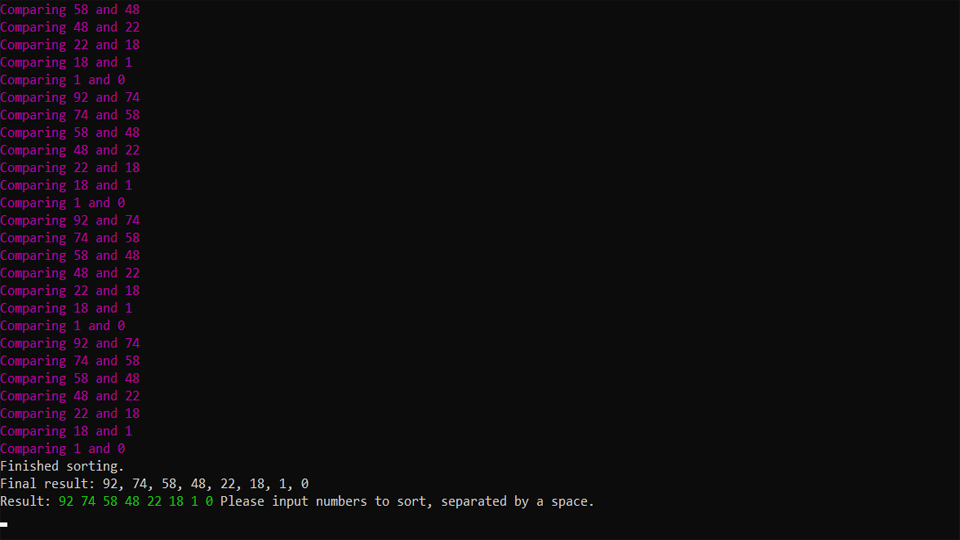 Comparing 58 and 48
Comparing 48 and 22
Comparing 22 and 18
Comparing 18 and 1
Comparing 1 and 0
Comparing 92 and 74
Comparing 74 and 58
Comparing 58 and 48
Comparing 48 and 22
Comparing 22 and 18
Comparing 18 and 1
Comparing 1 and 0
Comparing 92 and 74
Comparing 74 and 58
Comparing 58 and 48
Comparing 48 and 22
Comparing 22 and 18
Comparing 18 and 1
Comparing 1 and 0
Comparing 92 and 74
Comparing 74 and 58
Comparing 58 and 48
Comparing 48 and 22
Comparing 22 and 18
Comparing 18 and 1
Comparing 1 and 0
Finished sorting.
Final result: 92, 74, 58, 48, 22, 18, 1, 0
Result: 92 74 58 48 22 18 1 0 Please input numbers to sort, separated by a space.